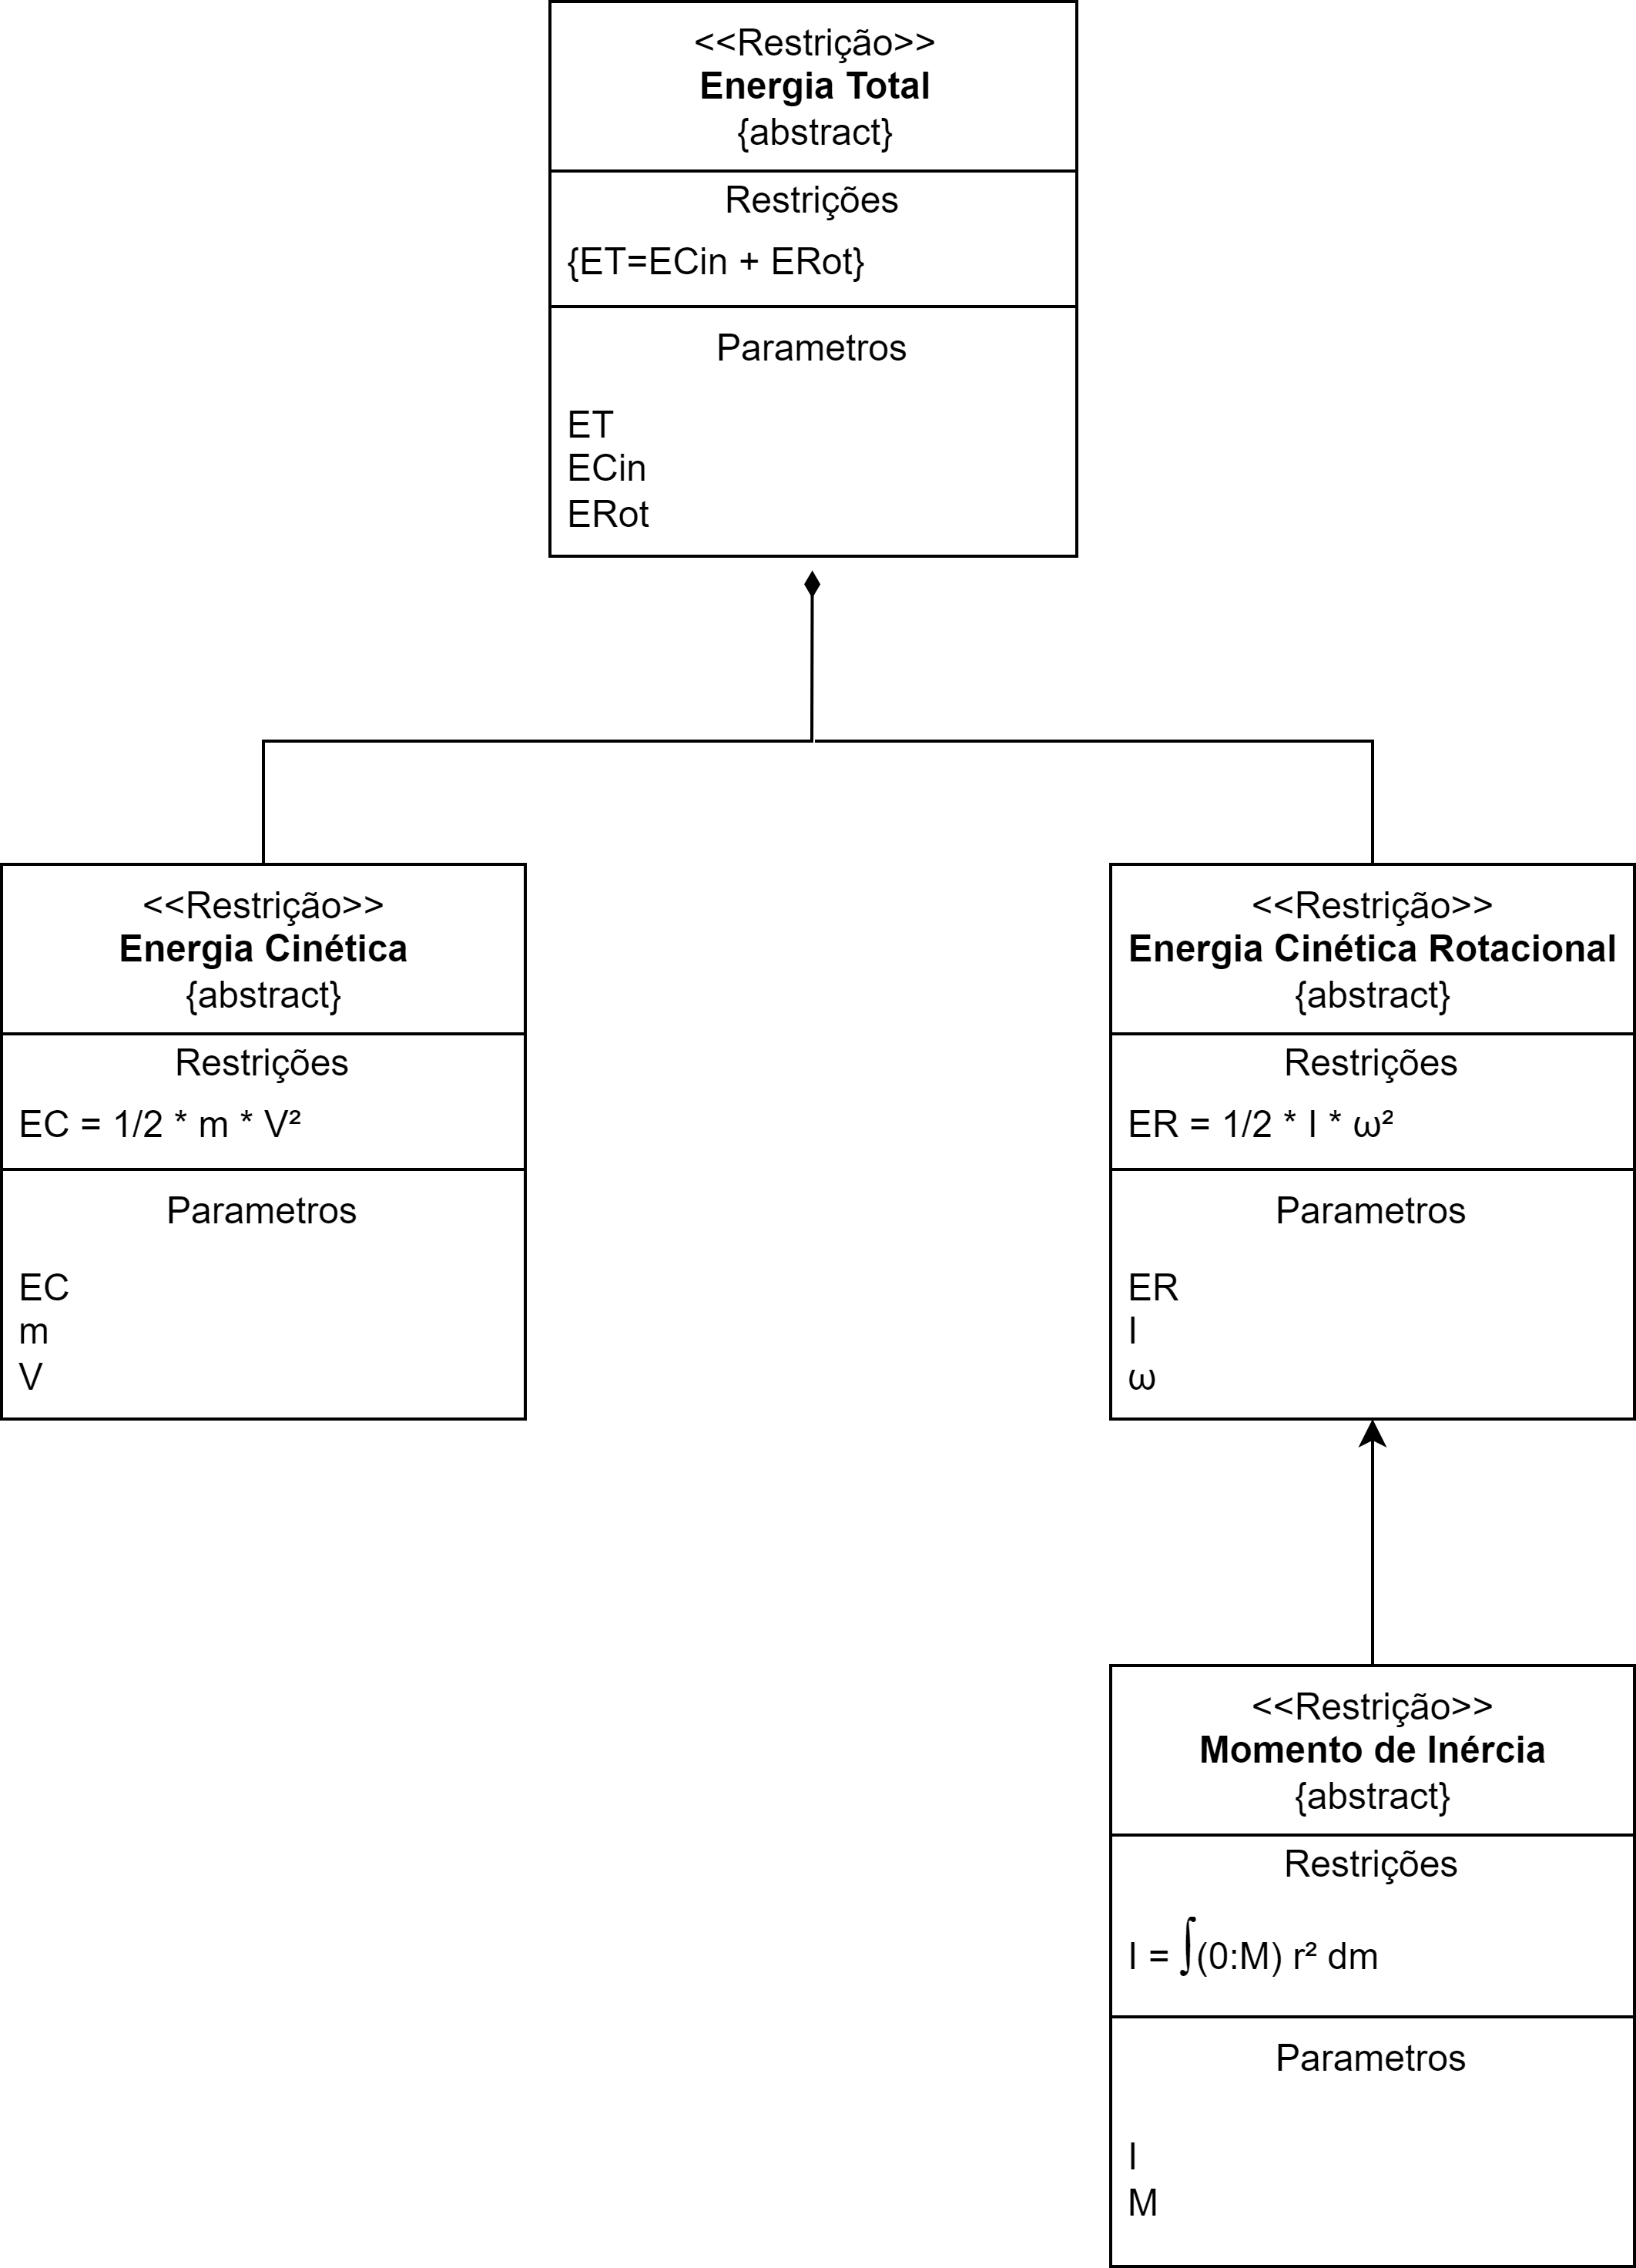 <<Restrição>>
Energia Total
{abstract}
Restrições
{ET=ECin + ERot}
Parametros
ET
ECin
ERot
<<Restrição>>
Energia Cinética
{abstract}
Restrições
EC = 1/2 * m * V²
Parametros
EC
m
V
<<Restrição>>
Energia Cinética Rotacional
{abstract}
Restrições
ER = 1/2 * I * ω²
Parametros
ER
I
ω
<<Restrição>>
Momento de Inércia
{abstract}
Restrições
I = ∫(0:M) r² dm
Parametros
I
M